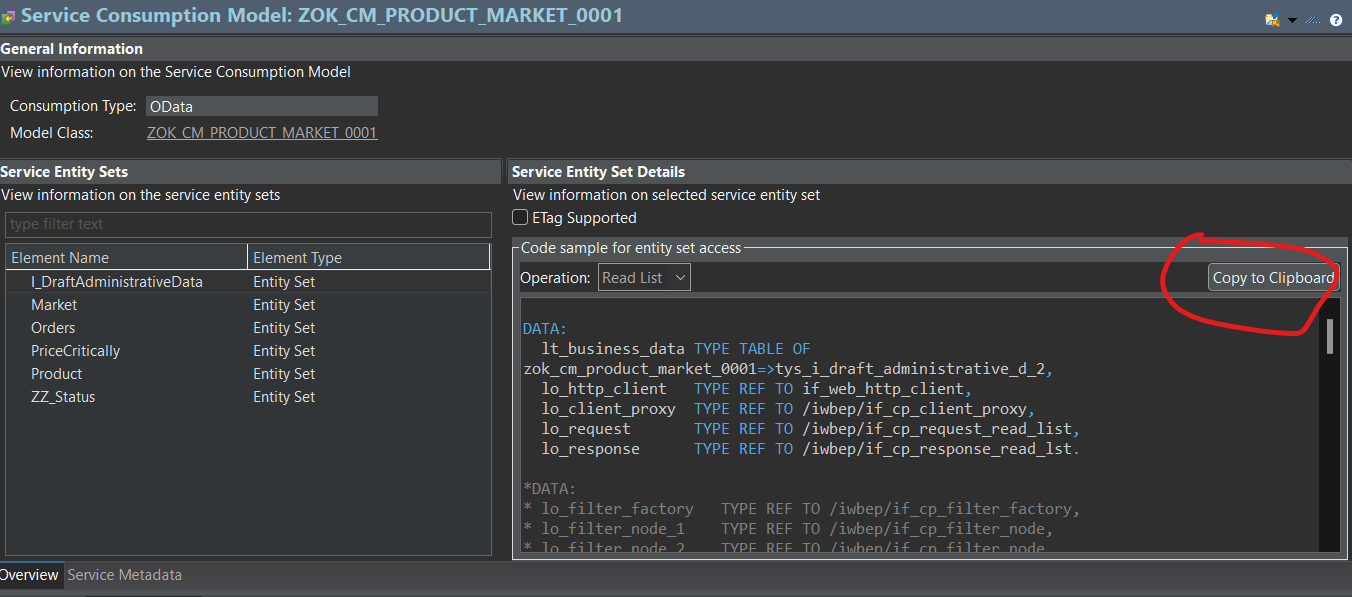 Service Consumption Model: ZOK_CM_PRODUCT_MARKET_0001
General Information
View information on the Service Consumption Model
Consumption Type: OData
Model Class: ZOK_CM_PRODUCT_MARKET_0001
Service Entity Sets
View information on the service entity sets
type filter text
Element Name Element Type
I_DraftAdministrativeData Entity Set
Market Entity Set
Orders Entity Set
PriceCritically Entity Set
Product Entity Set
ZZ_Status Entity Set
Service Entity Set Details
View information on selected service entity set
ETag Supported
Code sample for entity set access
Operation: Read List Copy to Clipboard
DATA:
lt_business_data TYPE TABLE OF
zok_cm_product_market_0001=>tys_i_draft_administrative_d_2,
lo_http_client TYPE REF TO if_web_http_client,
lo_client_proxy TYPE REF TO /iwbep/if_cp_client_proxy,
lo_request TYPE REF TO /iwbep/if_cp_request_read_list,
lo_response TYPE REF TO /iwbep/if_cp_response_read_lst.
*DATA:
* lo_filter_factory TYPE REF TO /iwbep/if_cp_filter_factory,
* lo_filter_node_1 TYPE REF TO /iwbep/if_cp_filter_node,
* lo_filter_node_2 TYPE REF TO /iwbep/if_cp_filter_node
Overview Service Metadata